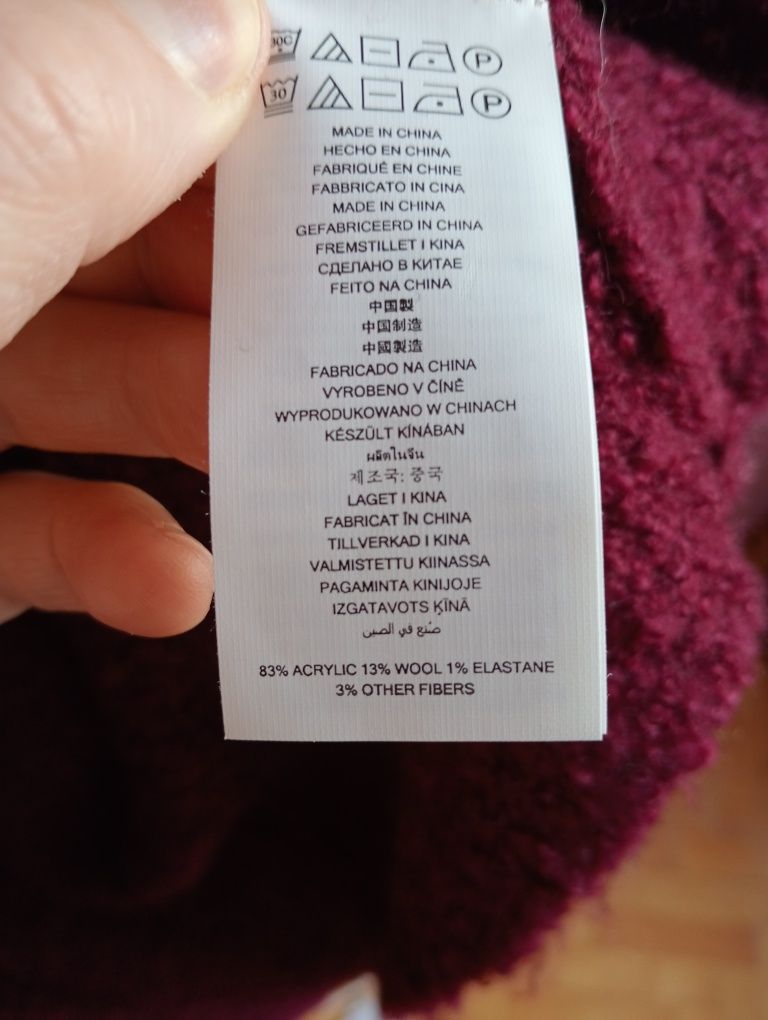 30C P
30 P
MADE IN CHINA
HECHO EN CHINA
FABRIQUÉ EN CHINE
FABBRICATO IN CINA
MADE IN CHINA
GEFABRICEERD IN CHINA
FREMSTILLET I KINA
СДЕЛАНО В КИТАЕ
FEITO NA CHINA
中国製
中国制造
中國製造
FABRICADO NA CHINA
VYROBENO V ČÍNĚ
WYPRODUKOWANO W CHINACH
KÉSZÜLT KÍNÁBAN
ผลิตในจีน
제조국: 중국
LAGET I KINA
FABRICAT ÎN CHINA
TILLVERKAD I KINA
VALMISTETTU KIINASSA
PAGAMINTA KINIJOJE
IZGATAVOTS ĶĪNĀ
صُنع في الصين
83% ACRYLIC 13% WOOL 1% ELASTANE
3% OTHER FIBERS